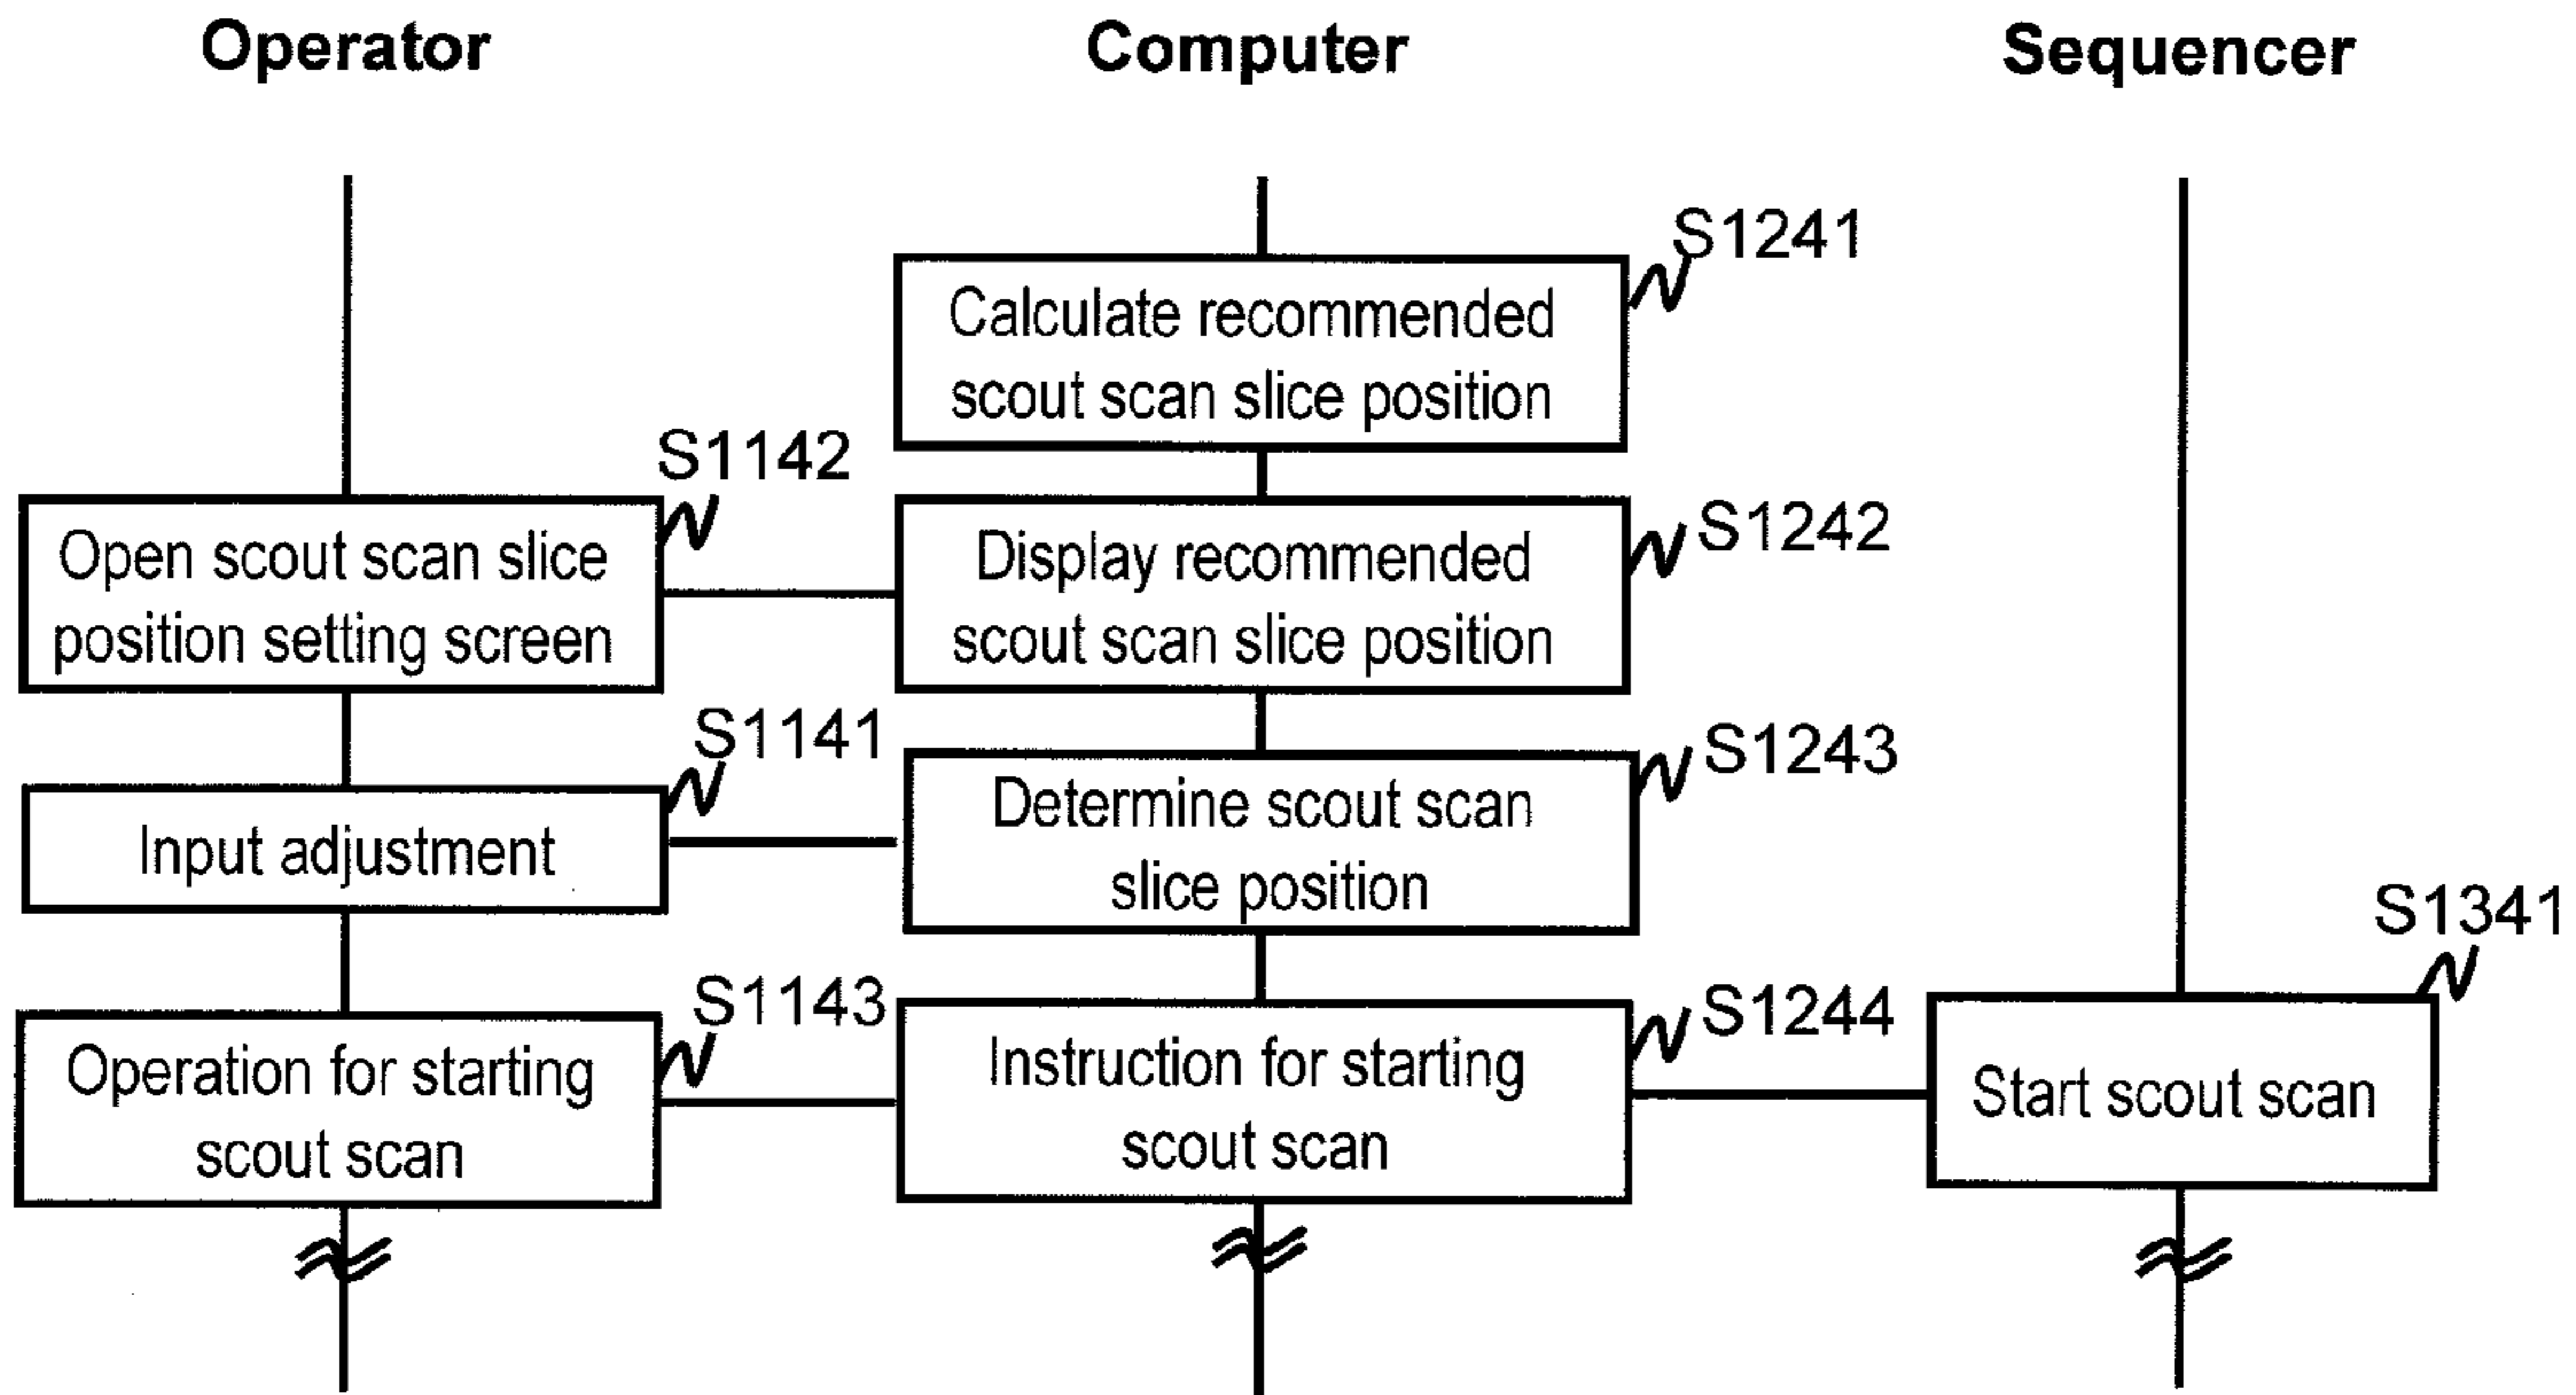 Operator
Computer
Sequencer
S1241
Calculate recommended
scout scan slice position
S1142
Open scout scan slice
position setting screen
S1242
Display recommended
scout scan slice position
S1141
Input adjustment
S1243
Determine scout scan
slice position
S1143
Operation for starting
scout scan
S1244
Instruction for starting
scout scan
S1341
Start scout scan